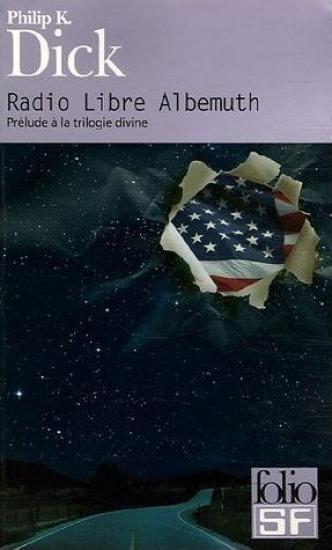 Philip K.
Dick
Radio Libre Albemuth
Prélude à la trilogie divine
folio
SF